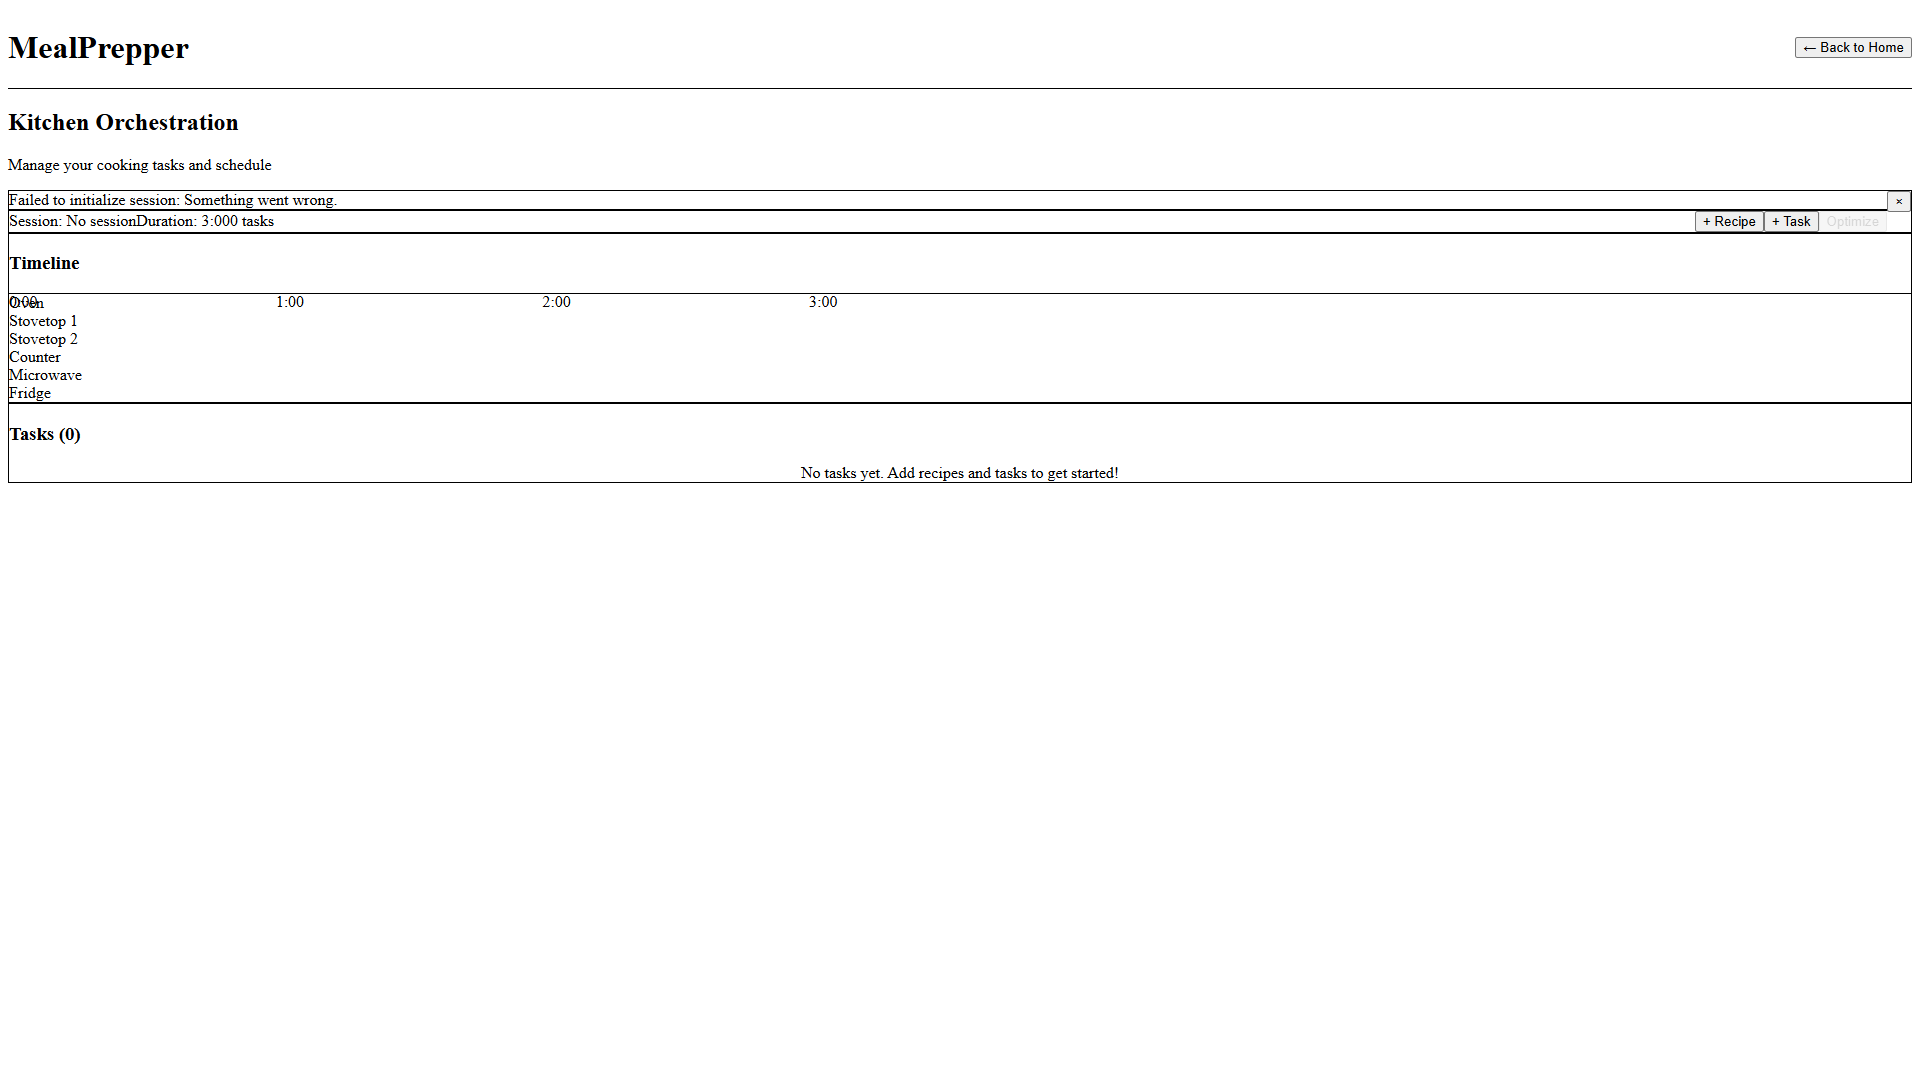 MealPrepper
← Back to Home
Kitchen Orchestration
Manage your cooking tasks and schedule
Failed to initialize session: Something went wrong.
×
Session: No sessionDuration: 3:000 tasks
+ Recipe
+ Task
Optimize
Timeline
0:00
1:00
2:00
3:00
Oven
Stovetop 1
Stovetop 2
Counter
Microwave
Fridge
Tasks (0)
No tasks yet. Add recipes and tasks to get started!